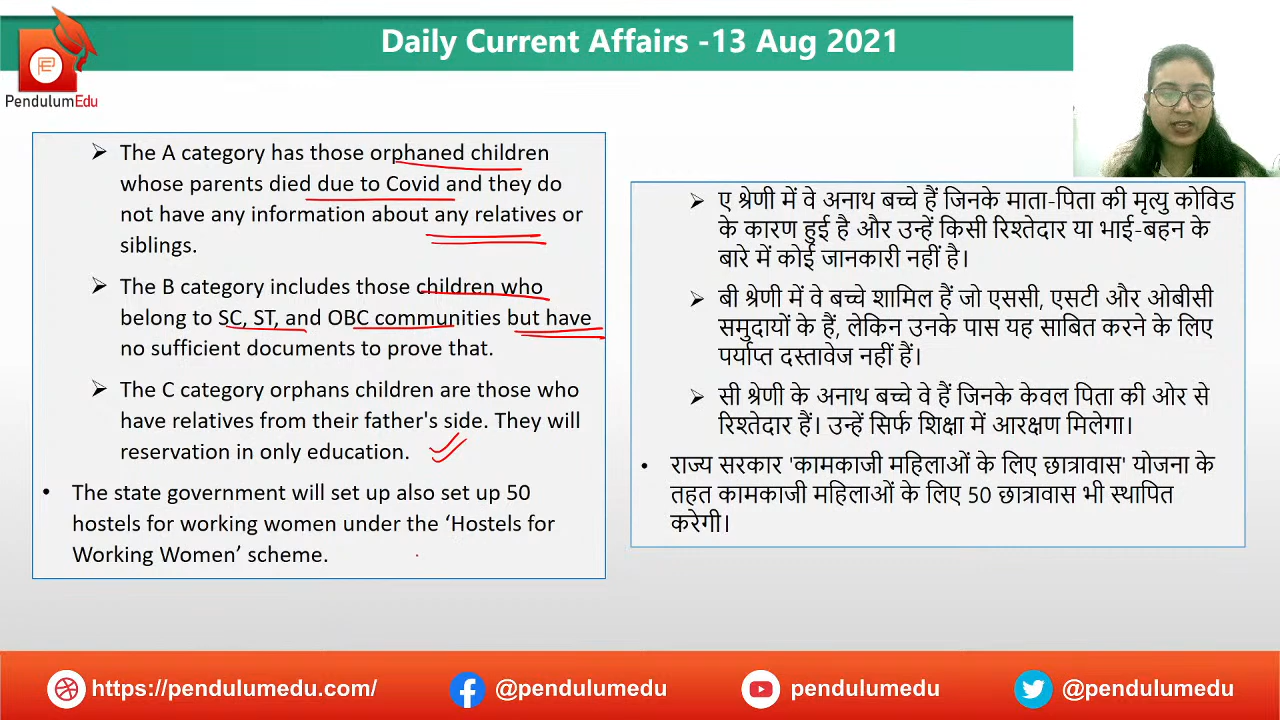 Daily Current Affairs -13 Aug 2021
PendulumEdu
The A category has those orphaned children
whose parents died due to Covid and they do
not have any information about any relatives or
siblings.
The B category includes those children who
belong to SC, ST, and OBC communities but have
no sufficient documents to prove that.
The C category orphans children are those who
have relatives from their father's side. They will
reservation in only education.
The state government will set up also set up 50
hostels for working women under the ‘Hostels for
Working Women’ scheme.
ए श्रेणी में वे अनाथ बच्चे हैं जिनके माता-पिता की मृत्यु कोविड
के कारण हुई है और उन्हें किसी रिश्तेदार या भाई-बहन के
बारे में कोई जानकारी नहीं है।
बी श्रेणी में वे बच्चे शामिल हैं जो एससी, एसटी और ओबीसी
समुदायों के हैं, लेकिन उनके पास यह साबित करने के लिए
पर्याप्त दस्तावेज नहीं हैं।
सी श्रेणी के अनाथ बच्चे वे हैं जिनके केवल पिता की ओर से
रिश्तेदार हैं। उन्हें सिर्फ शिक्षा में आरक्षण मिलेगा।
राज्य सरकार 'कामकाजी महिलाओं के लिए छात्रावास' योजना के
तहत कामकाजी महिलाओं के लिए 50 छात्रावास भी स्थापित
करेगी।
https://pendulumedu.com/
@pendulumedu
pendulumedu
@pendulumedu